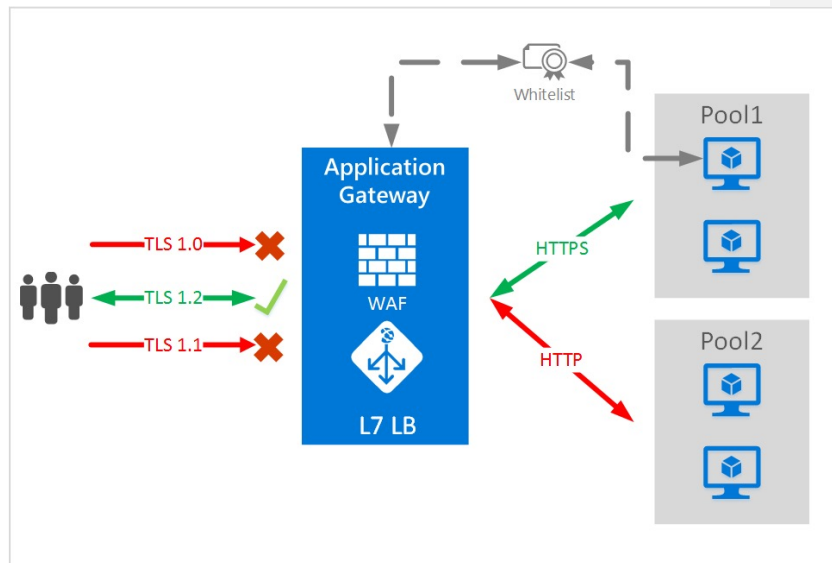 Whitelist
Pool1
Application
Gateway
TLS 1.0
HTTPS
TLS 1.2
WAF
TLS 1.1
Pool2
HTTP
L7 LB